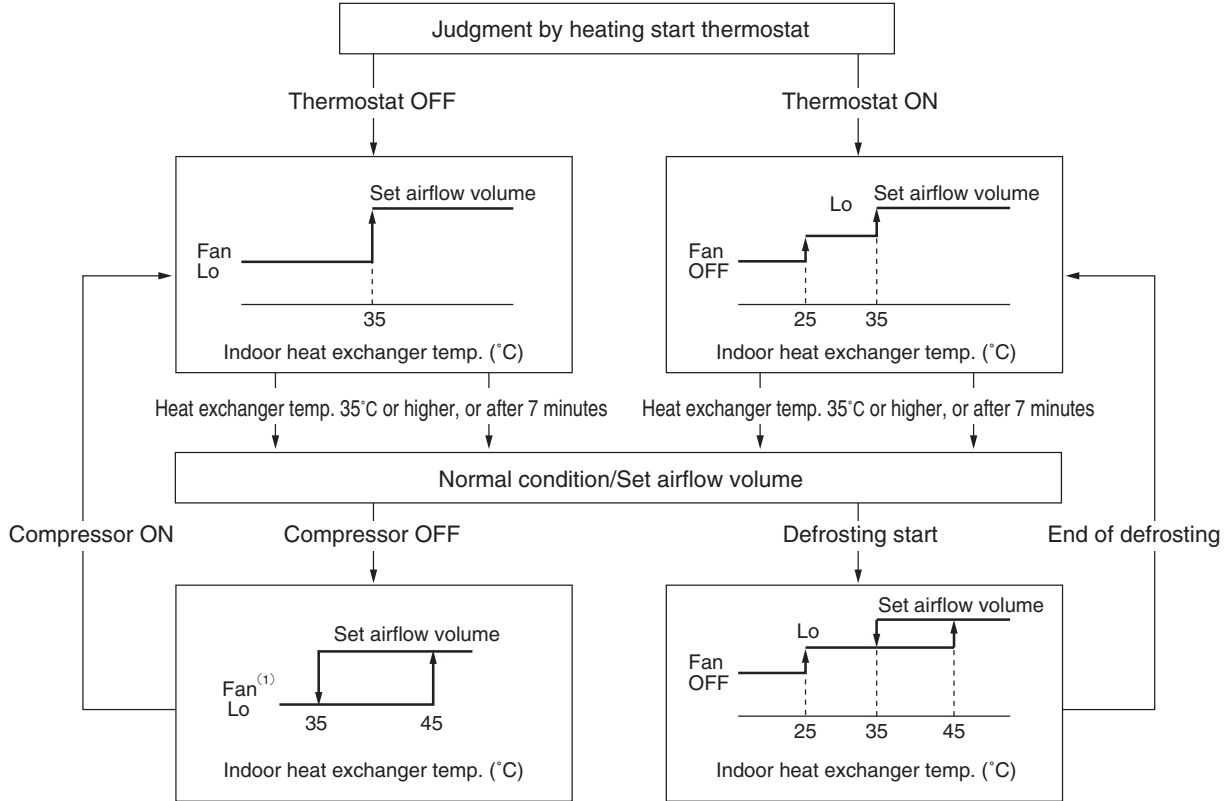 Judgment by heating start thermostat
Thermostat OFF
Thermostat ON
Set airflow volume
Fan
Lo
35
Indoor heat exchanger temp. (˚C)
Set airflow volume
Lo
Fan
OFF
25 35
Indoor heat exchanger temp. (˚C)
Heat exchanger temp. 35˚C or higher, or after 7 minutes
Heat exchanger temp. 35˚C or higher, or after 7 minutes
Normal condition/Set airflow volume
Compressor ON
Compressor OFF
Defrosting start
End of defrosting
Set airflow volume
Fan(1)
Lo
35 45
Indoor heat exchanger temp. (˚C)
Set airflow volume
Lo
Fan
OFF
25 35 45
Indoor heat exchanger temp. (˚C)